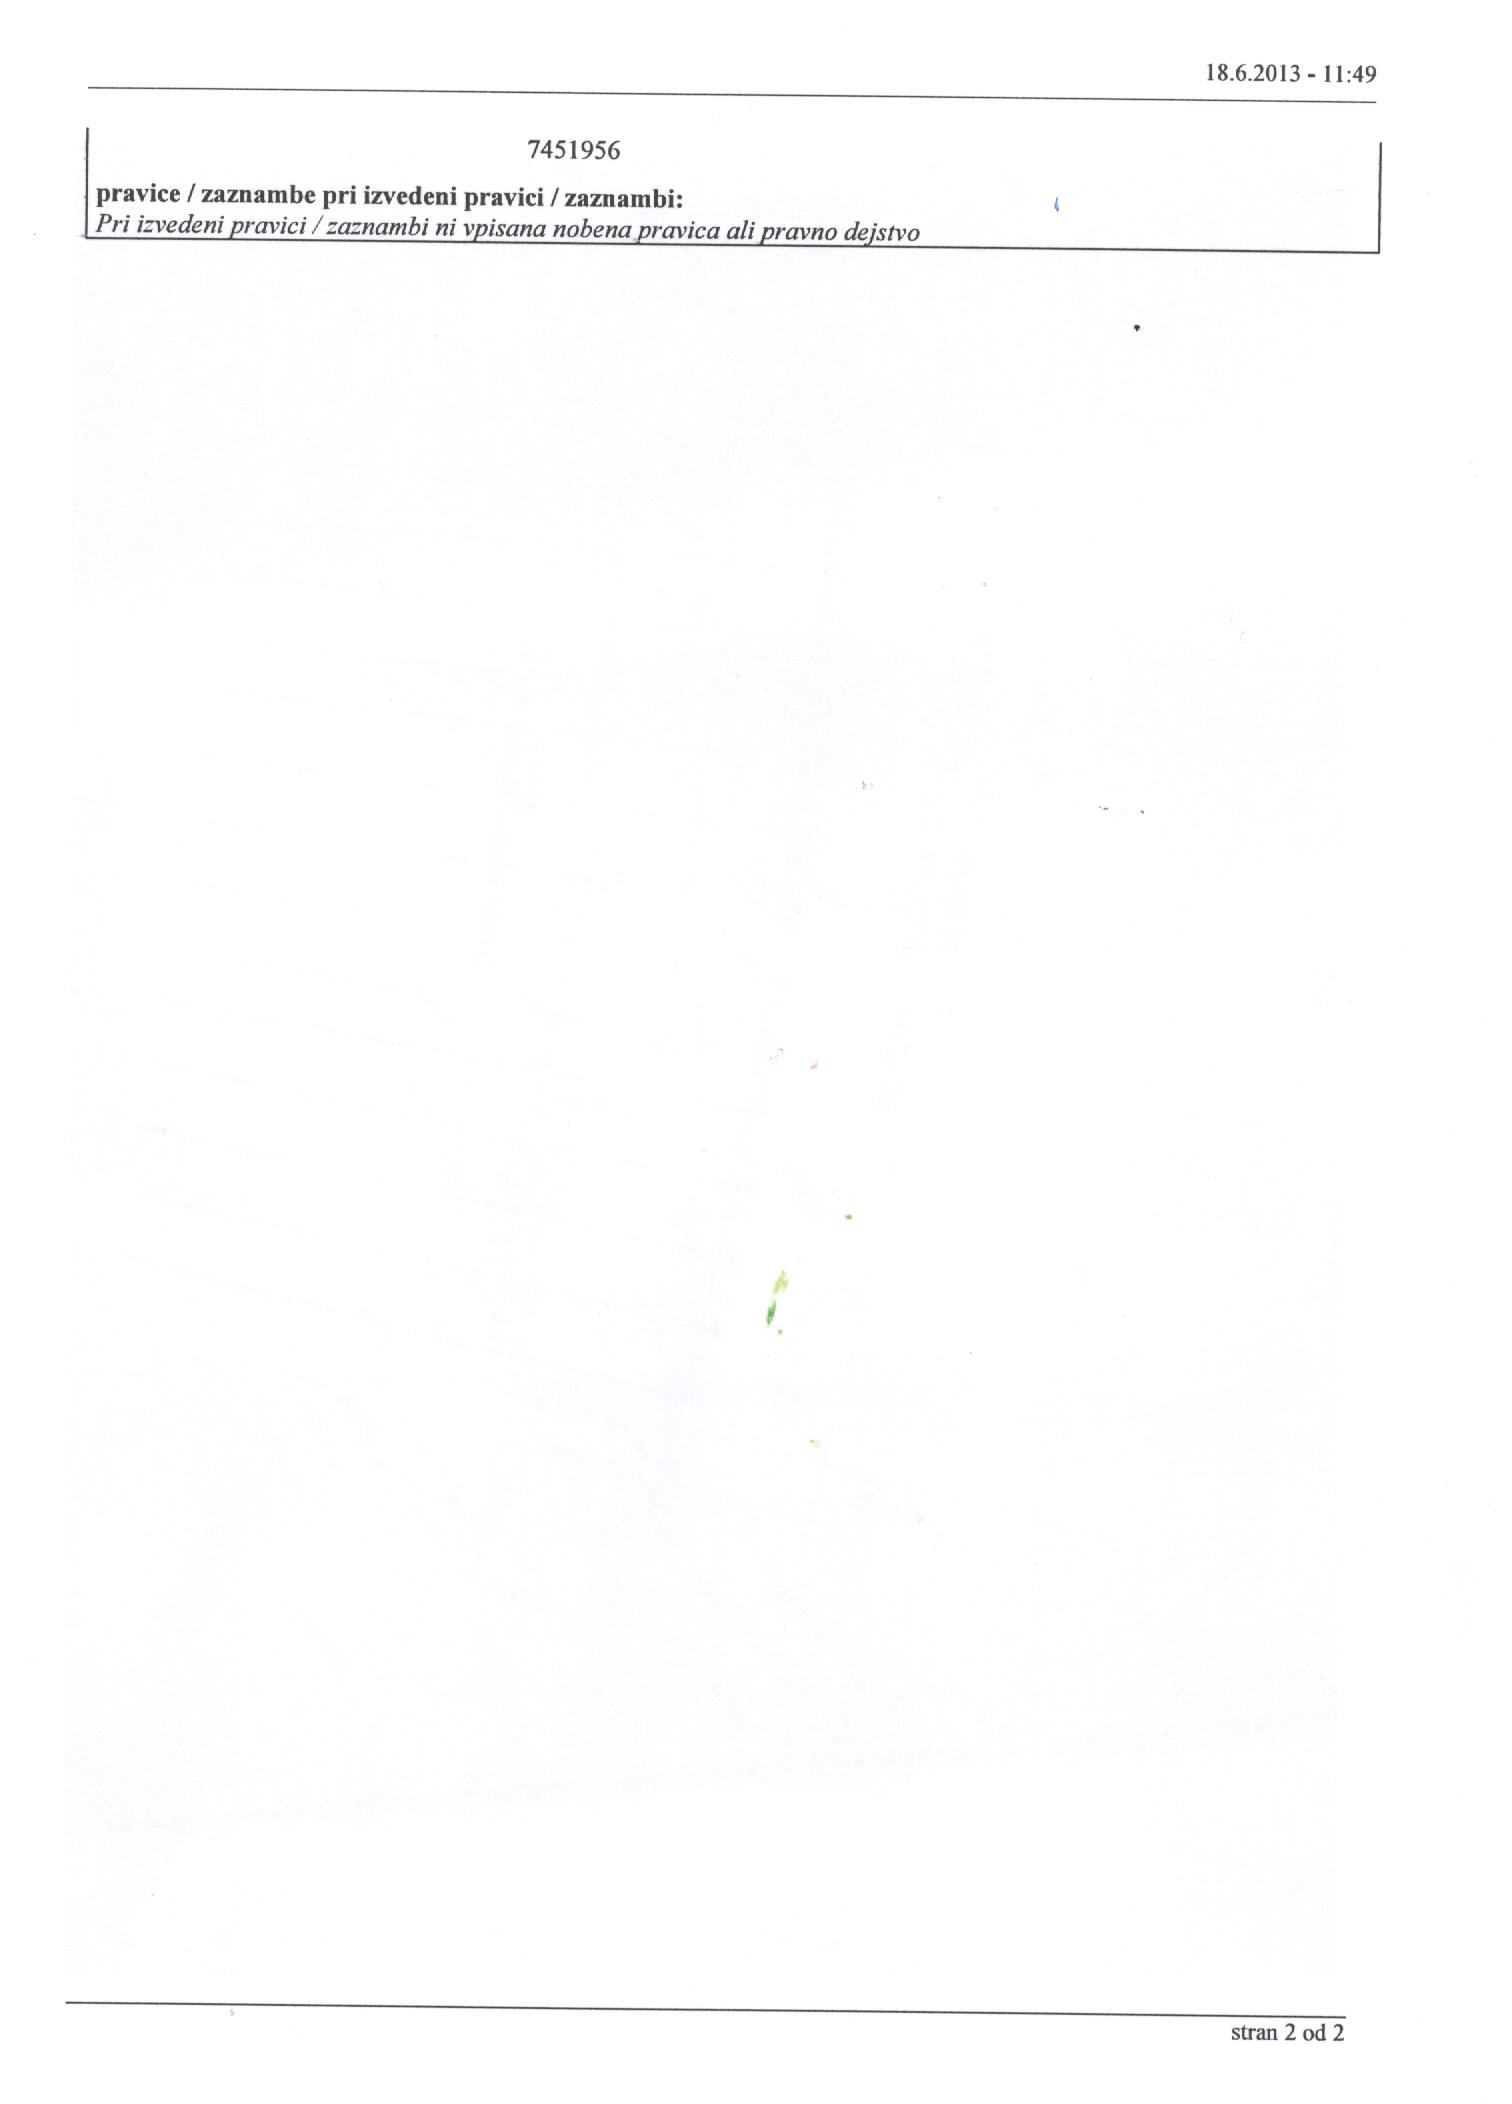 18.6.2013 - 11:49
7451956
pravice / zaznambe pri izvedeni pravici / zaznambi:
Pri izvedeni pravici / zaznambi ni vpisana nobena pravica ali pravno dejstvo
stran 2 od 2